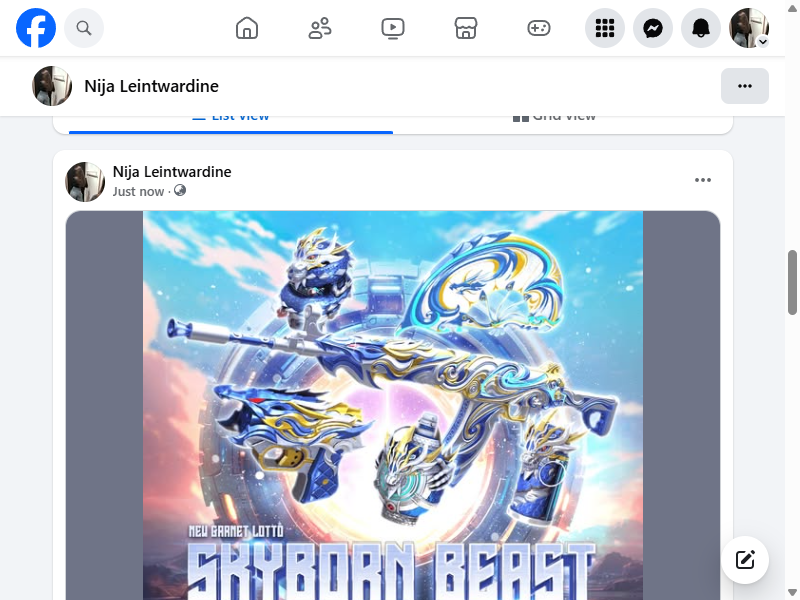 Nija Leintwardine
List view
Grid view
Nija Leintwardine
Just now ·
NEW GARNET LOTTO
SKYBORN BEAST